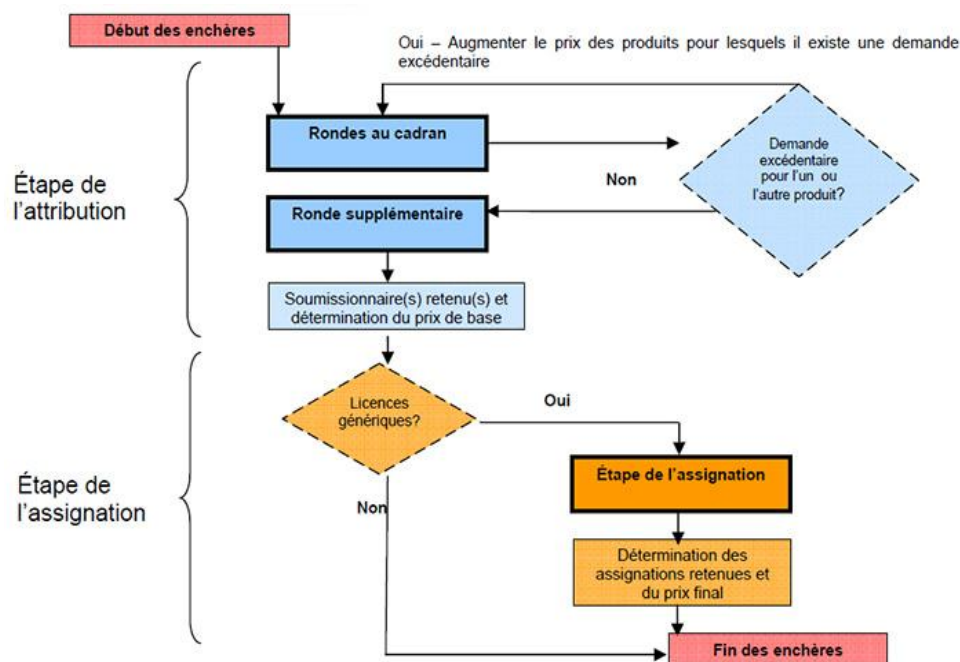 Début des enchères
Oui – Augmenter le prix des produits pour lesquels il existe une demande
excédentaire
Rondes au cadran
Demande
excédentaire
pour l'un ou
l'autre produit?
Non
Étape de
l'attribution
Ronde supplémentaire
Soumissionnaire(s) retenu(s) et
détermination du prix de base
Licences
génériques?
Oui
Étape de l'assignation
Étape de
l'assignation
Non
Détermination des
assignations retenues et
du prix final
Fin des enchères